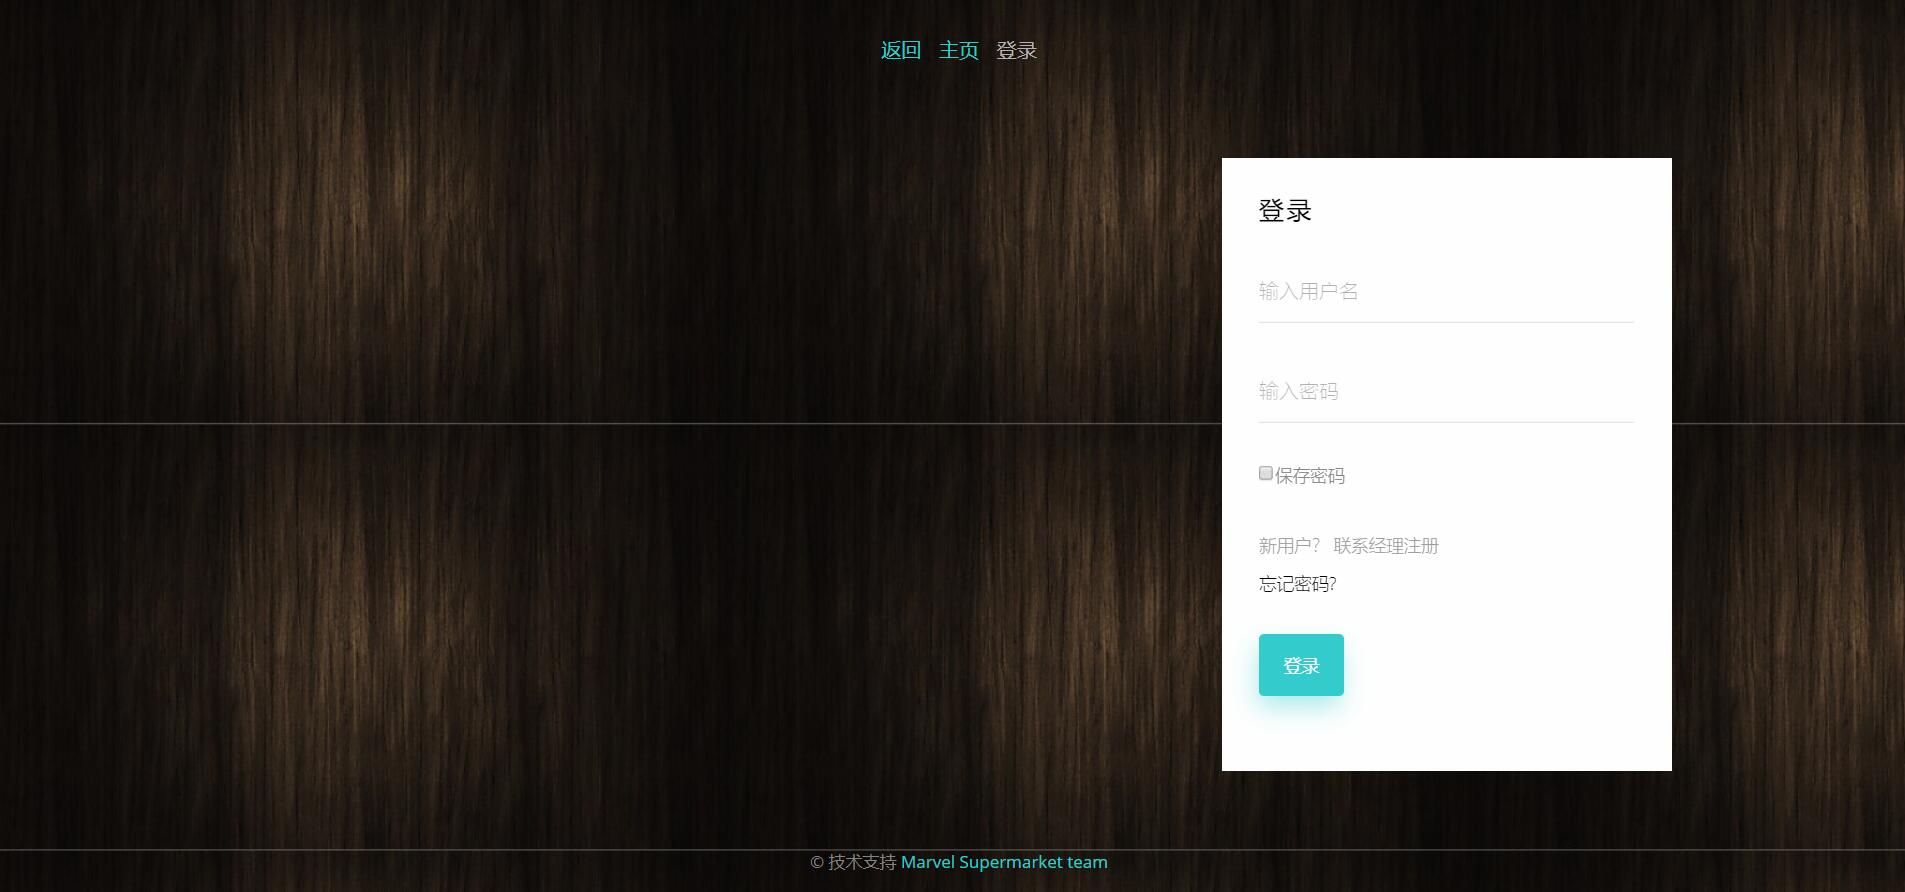 返回 主页 登录
登录
输入用户名
输入密码
保存密码
新用户? 联系经理注册
忘记密码?
登录
© 技术支持 Marvel Supermarket team